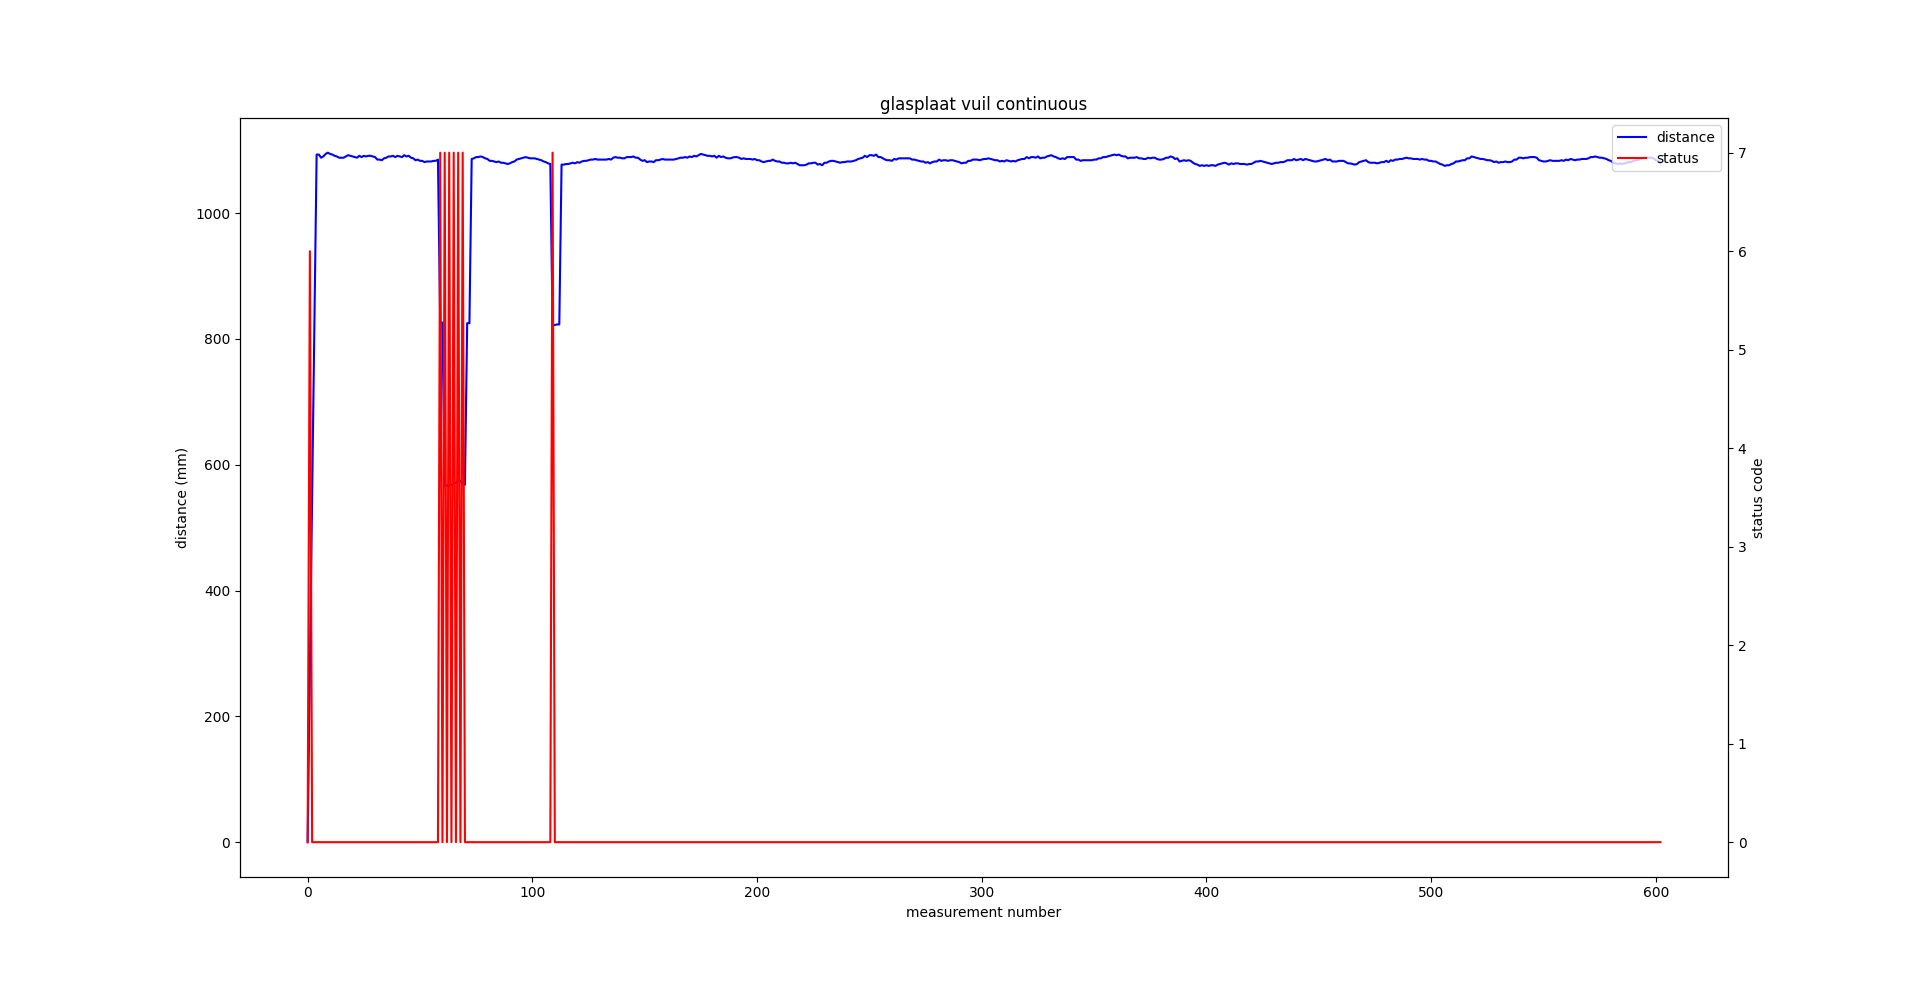 glasplaat vuil continuous
distance
status
distance (mm)
1000
800
600
400
200
0
7
6
5
4
3
2
1
0
status code
0 100 200 300 400 500 600
measurement number